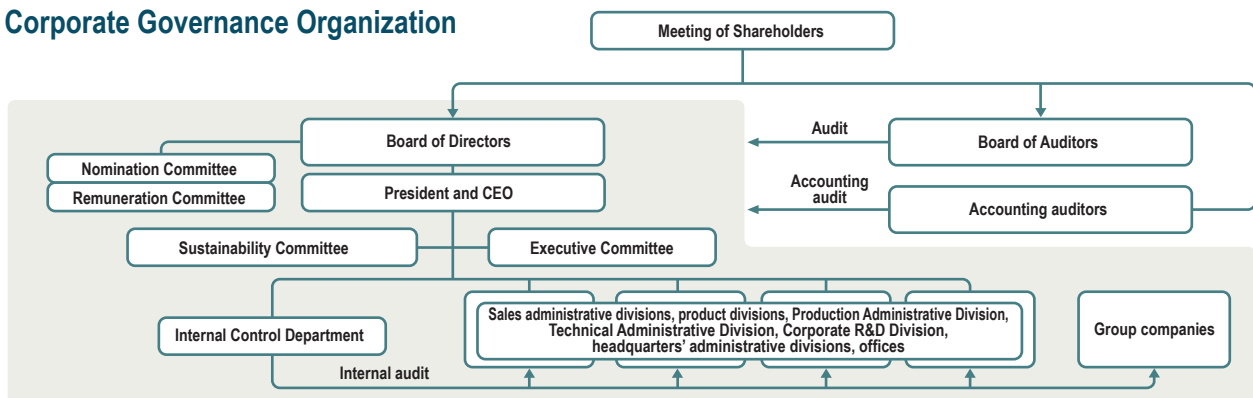 Corporate Governance Organization
Meeting of Shareholders
Board of Directors
Audit
Board of Auditors
Nomination Committee
Remuneration Committee
President and CEO
Accounting
audit
Accounting auditors
Sustainability Committee
Executive Committee
Internal Control Department
Sales administrative divisions, product divisions, Production Administrative Division,
Technical Administrative Division, Corporate R&D Division,
headquarters' administrative divisions, offices
Group companies
Internal audit